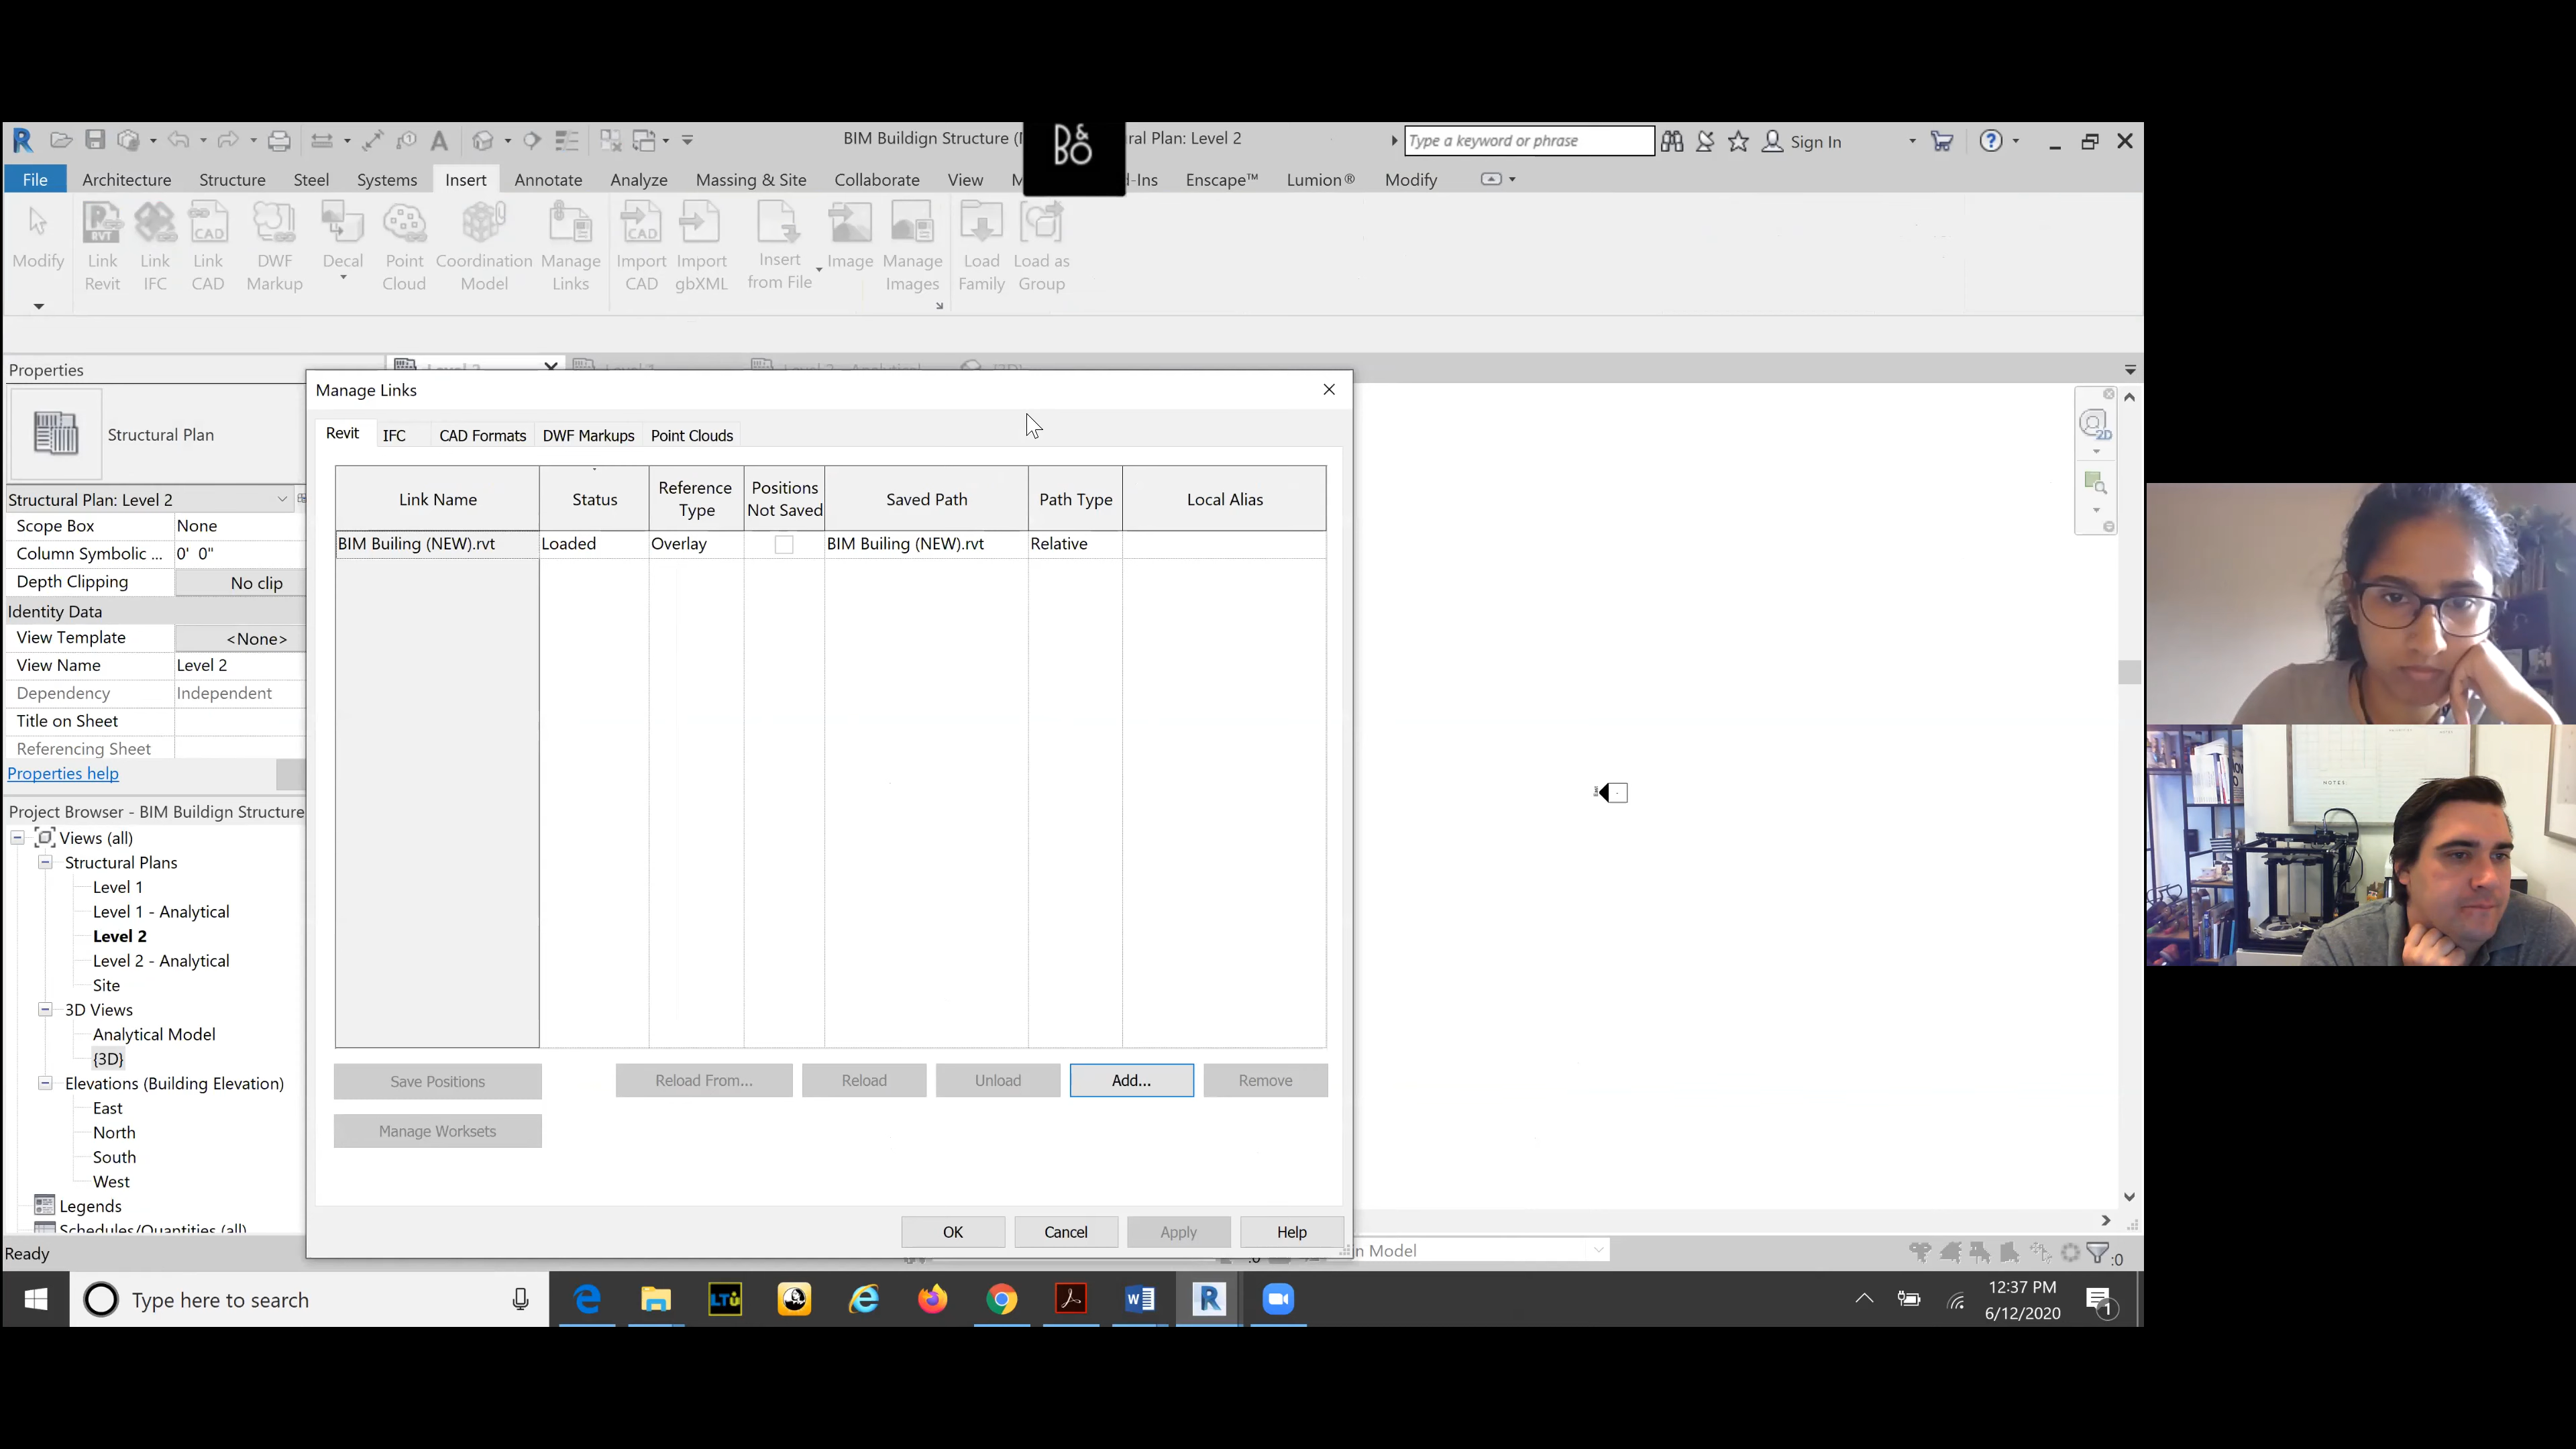 BIM Buildign Structure (
ral Plan: Level 2
B&
BO
Type a keyword or phrase
Sign In
File
Architecture
Structure
Steel
Systems
Insert
Annotate
Analyze
Massing & Site
Collaborate
View
M
-Ins
Enscape™
Lumion®
Modify
Modify
Link
Revit
Link
IFC
Link
CAD
DWF
Markup
Decal
Point
Cloud
Coordination
Model
Manage
Links
Import
CAD
Import
gbXML
Insert
from File
Image
Manage
Images
Load
Family
Load as
Group
Properties
Structural Plan
Structural Plan: Level 2
Scope Box None
Column Symbolic ... 0' 0"
Depth Clipping No clip
Identity Data
View Template <None>
View Name Level 2
Dependency Independent
Title on Sheet
Referencing Sheet
Properties help
Project Browser - BIM Buildign Structure
Views (all)
Structural Plans
Level 1
Level 1 - Analytical
Level 2
Level 2 - Analytical
Site
3D Views
Analytical Model
{3D}
Elevations (Building Elevation)
East
North
South
West
Legends
Schedules/Quantities (all)
Ready
Manage Links
Revit
IFC
CAD Formats
DWF Markups
Point Clouds
Link Name
Status
Reference
Type
Positions
Not Saved
Saved Path
Path Type
Local Alias
BIM Builing (NEW).rvt Loaded Overlay BIM Builing (NEW).rvt Relative
Save Positions
Reload From...
Reload
Unload
Add...
Remove
Manage Worksets
OK
Cancel
Apply
Help
2D
n Model
:0
:0
NOTES
Type here to search
LTU
12:37 PM
6/12/2020
1